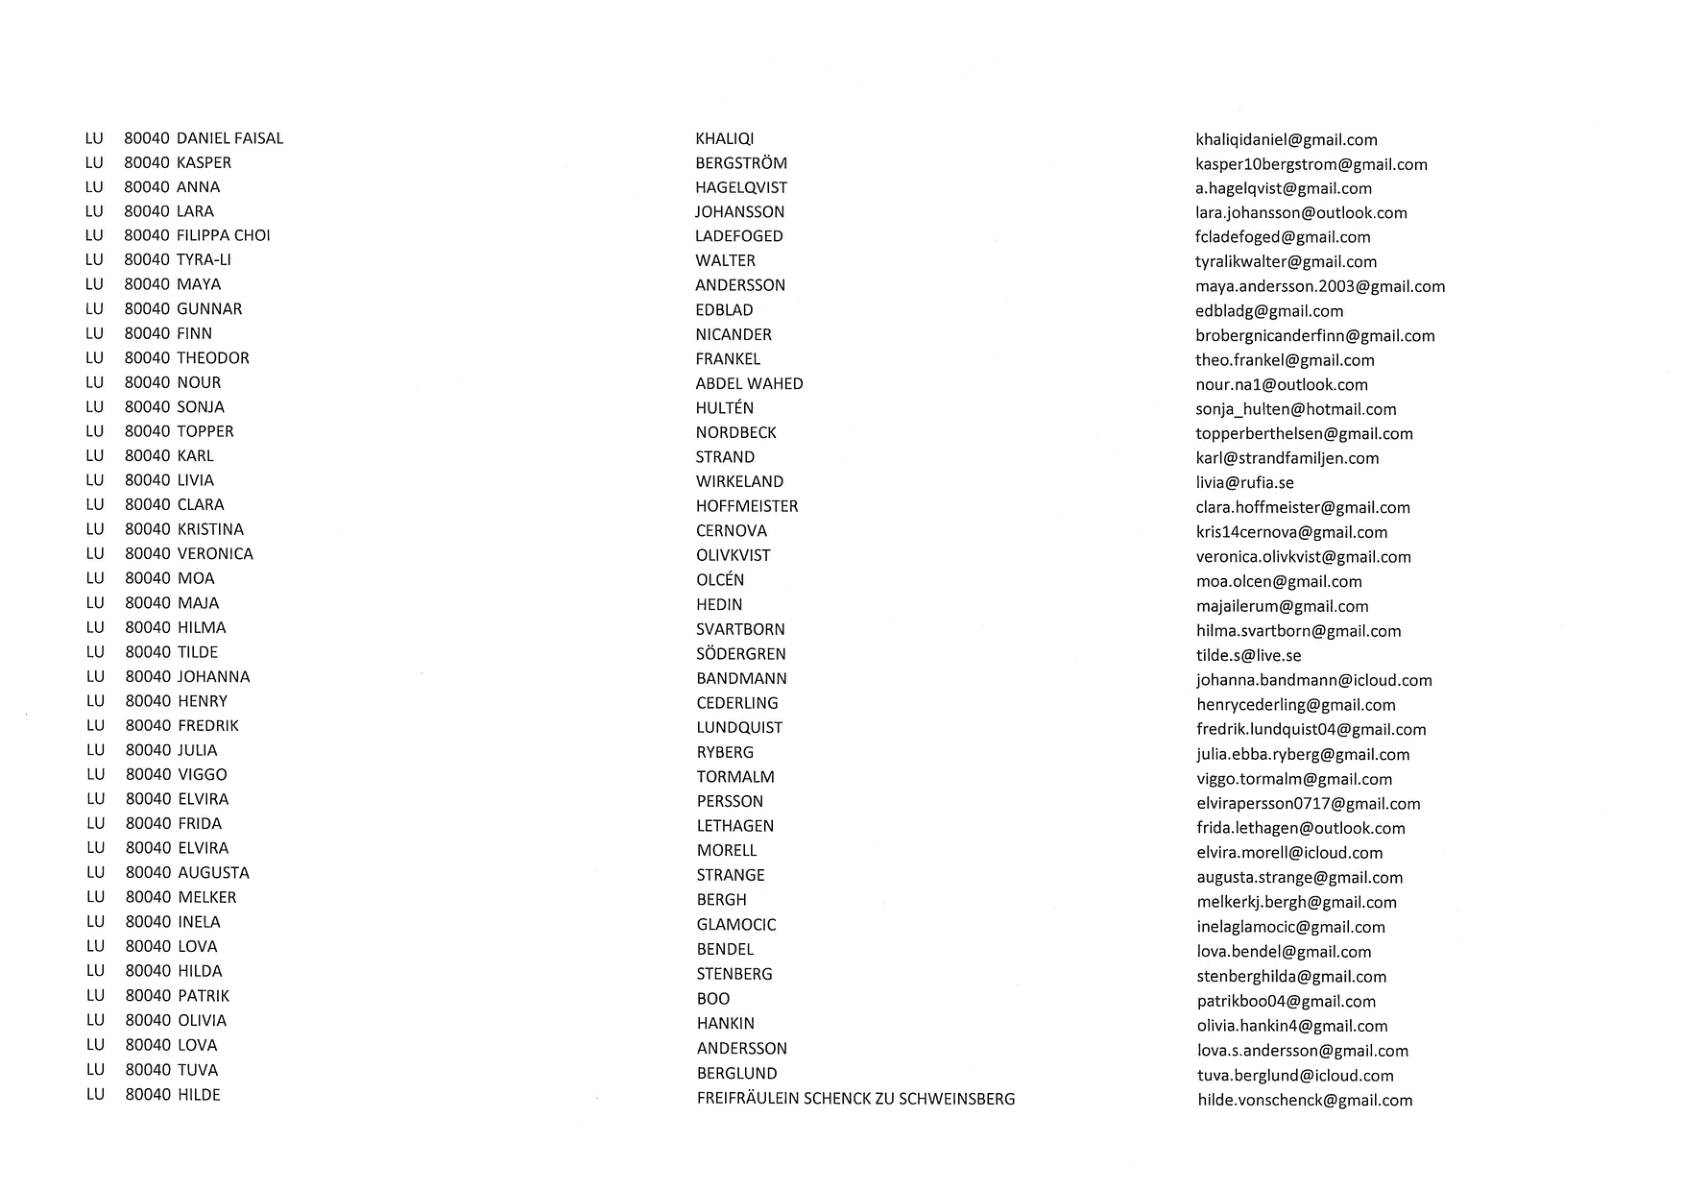 LU 80040 DANIEL FAISAL KHALIQI khaliqidaniel@gmail.com
LU 80040 KASPER BERGSTRÖM kasper10bergstrom@gmail.com
LU 80040 ANNA HAGELQVIST a.hagelqvist@gmail.com
LU 80040 LARA JOHANSSON lara.johansson@outlook.com
LU 80040 FILIPPA CHOI LADEFOGED fcladefoged@gmail.com
LU 80040 TYRA-LI WALTER tyralikwalter@gmail.com
LU 80040 MAYA ANDERSSON maya.andersson.2003@gmail.com
LU 80040 GUNNAR EDBLAD edbladg@gmail.com
LU 80040 FINN NICANDER brobergnicanderfinn@gmail.com
LU 80040 THEODOR FRANKEL theo.frankel@gmail.com
LU 80040 NOUR ABDEL WAHED nour.na1@outlook.com
LU 80040 SONJA HULTÉN sonja_hulten@hotmail.com
LU 80040 TOPPER NORDBECK topperberthelsen@gmail.com
LU 80040 KARL STRAND karl@strandfamiljen.com
LU 80040 LIVIA WIRKELAND livia@rufia.se
LU 80040 CLARA HOFFMEISTER clara.hoffmeister@gmail.com
LU 80040 KRISTINA CERNOVA kris14cernova@gmail.com
LU 80040 VERONICA OLIVKVIST veronica.olivkvist@gmail.com
LU 80040 MOA OLCÉN moa.olcen@gmail.com
LU 80040 MAJA HEDIN majailerum@gmail.com
LU 80040 HILMA SVARTBORN hilma.svartborn@gmail.com
LU 80040 TILDE SÖDERGREN tilde.s@live.se
LU 80040 JOHANNA BANDMANN johanna.bandmann@icloud.com
LU 80040 HENRY CEDERLING henrycederling@gmail.com
LU 80040 FREDRIK LUNDQUIST fredrik.lundquist04@gmail.com
LU 80040 JULIA RYBERG julia.ebba.ryberg@gmail.com
LU 80040 VIGGO TORMALM viggo.tormalm@gmail.com
LU 80040 ELVIRA PERSSON elvirapersson0717@gmail.com
LU 80040 FRIDA LETHAGEN frida.lethagen@outlook.com
LU 80040 ELVIRA MORELL elvira.morell@icloud.com
LU 80040 AUGUSTA STRANGE augusta.strange@gmail.com
LU 80040 MELKER BERGH melkerkj.bergh@gmail.com
LU 80040 INELA GLAMOCIC inelaglamocic@gmail.com
LU 80040 LOVA BENDEL lova.bendel@gmail.com
LU 80040 HILDA STENBERG stenberghilda@gmail.com
LU 80040 PATRIK BOO patrikboo04@gmail.com
LU 80040 OLIVIA HANKIN olivia.hankin4@gmail.com
LU 80040 LOVA ANDERSSON lova.s.andersson@gmail.com
LU 80040 TUVA BERGLUND tuva.berglund@icloud.com
LU 80040 HILDE FREIFRÄULEIN SCHENCK ZU SCHWEINSBERG hilde.vonschenck@gmail.com